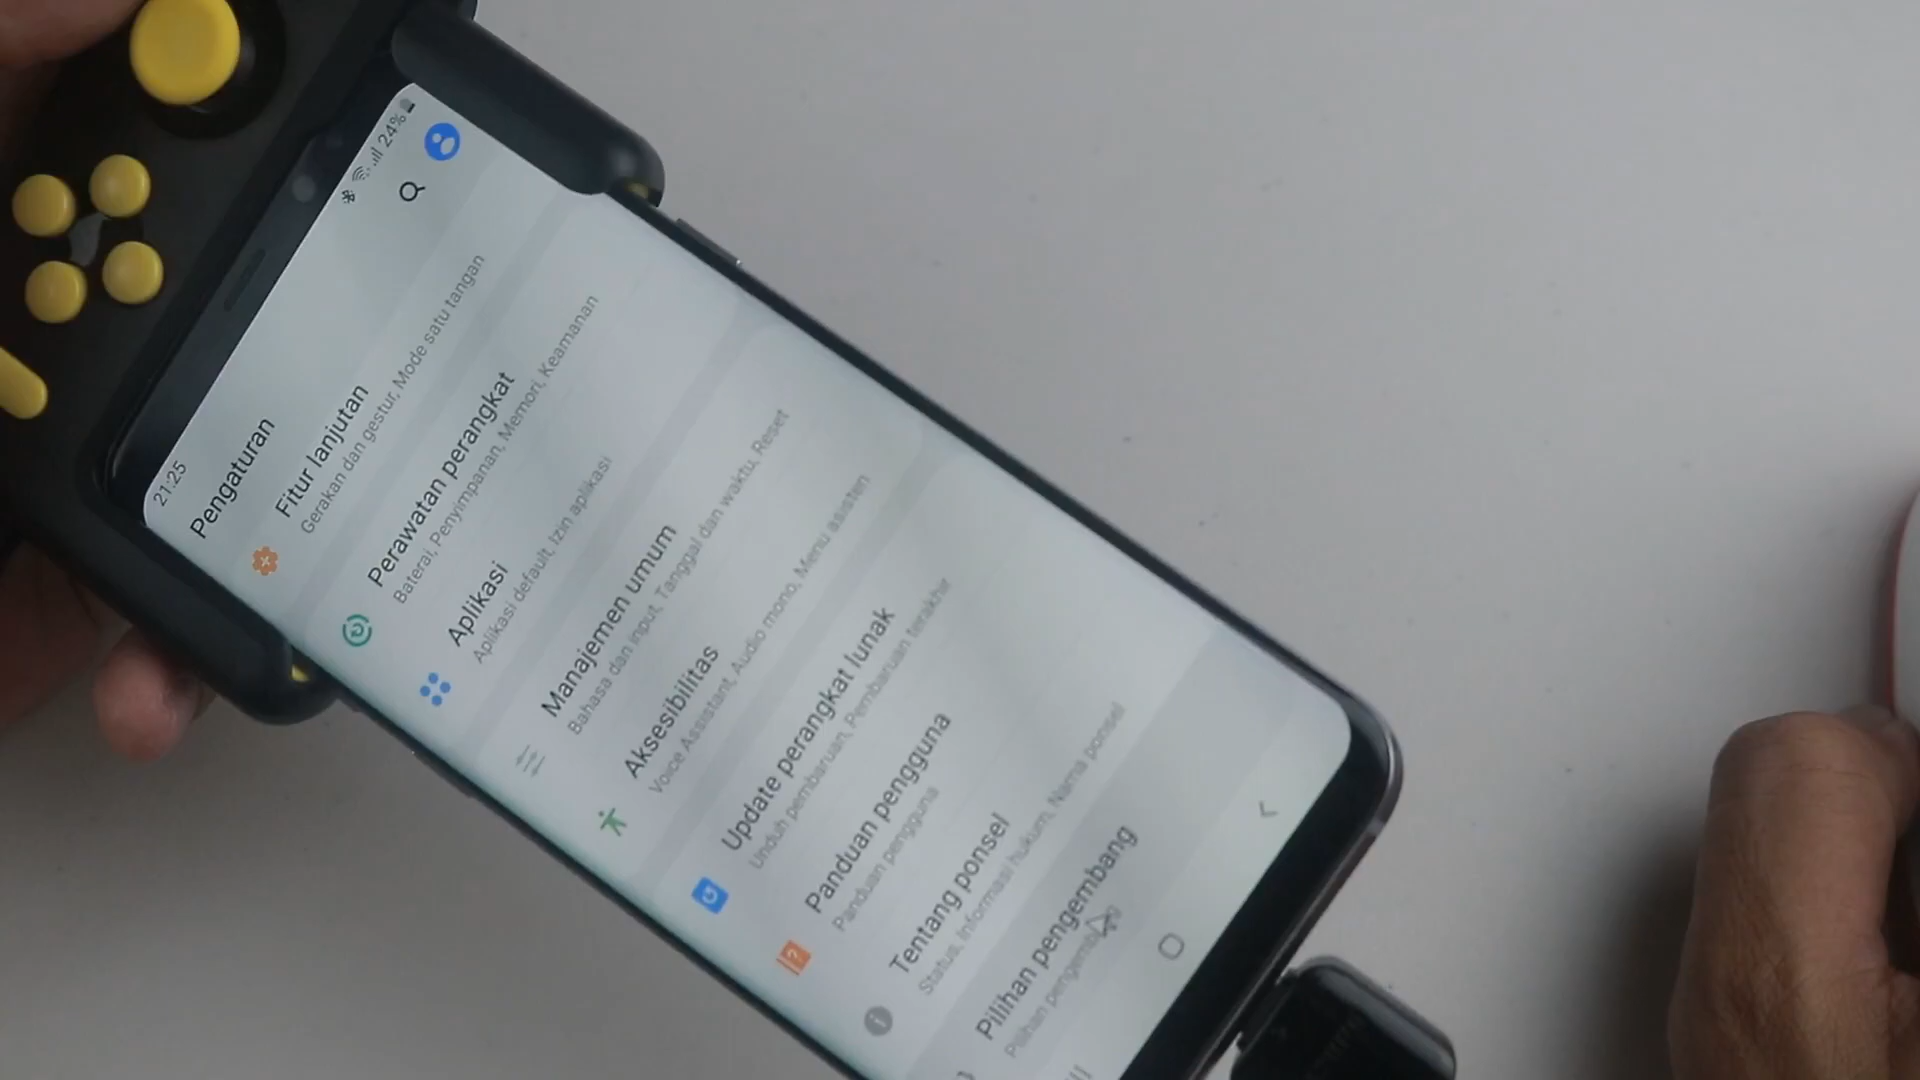 21:25
24%
Pengaturan
Fitur lanjutan
Gerakan dan gestur, Mode satu tangan
Perawatan perangkat
Baterai, Penyimpanan, Memori, Keamanan
Aplikasi
Aplikasi default, Izin aplikasi
Manajemen umum
Bahasa dan input, Tanggal dan waktu, Reset
Aksesibilitas
Voice Assistant, Audio mono, Menu asisten
Update perangkat lunak
Unduh pembaruan, Pembaruan terakhir
Panduan pengguna
Panduan pengguna
Tentang ponsel
Status, Informasi hukum, Nama ponsel
Pilihan pengembang
Pilihan pengembang